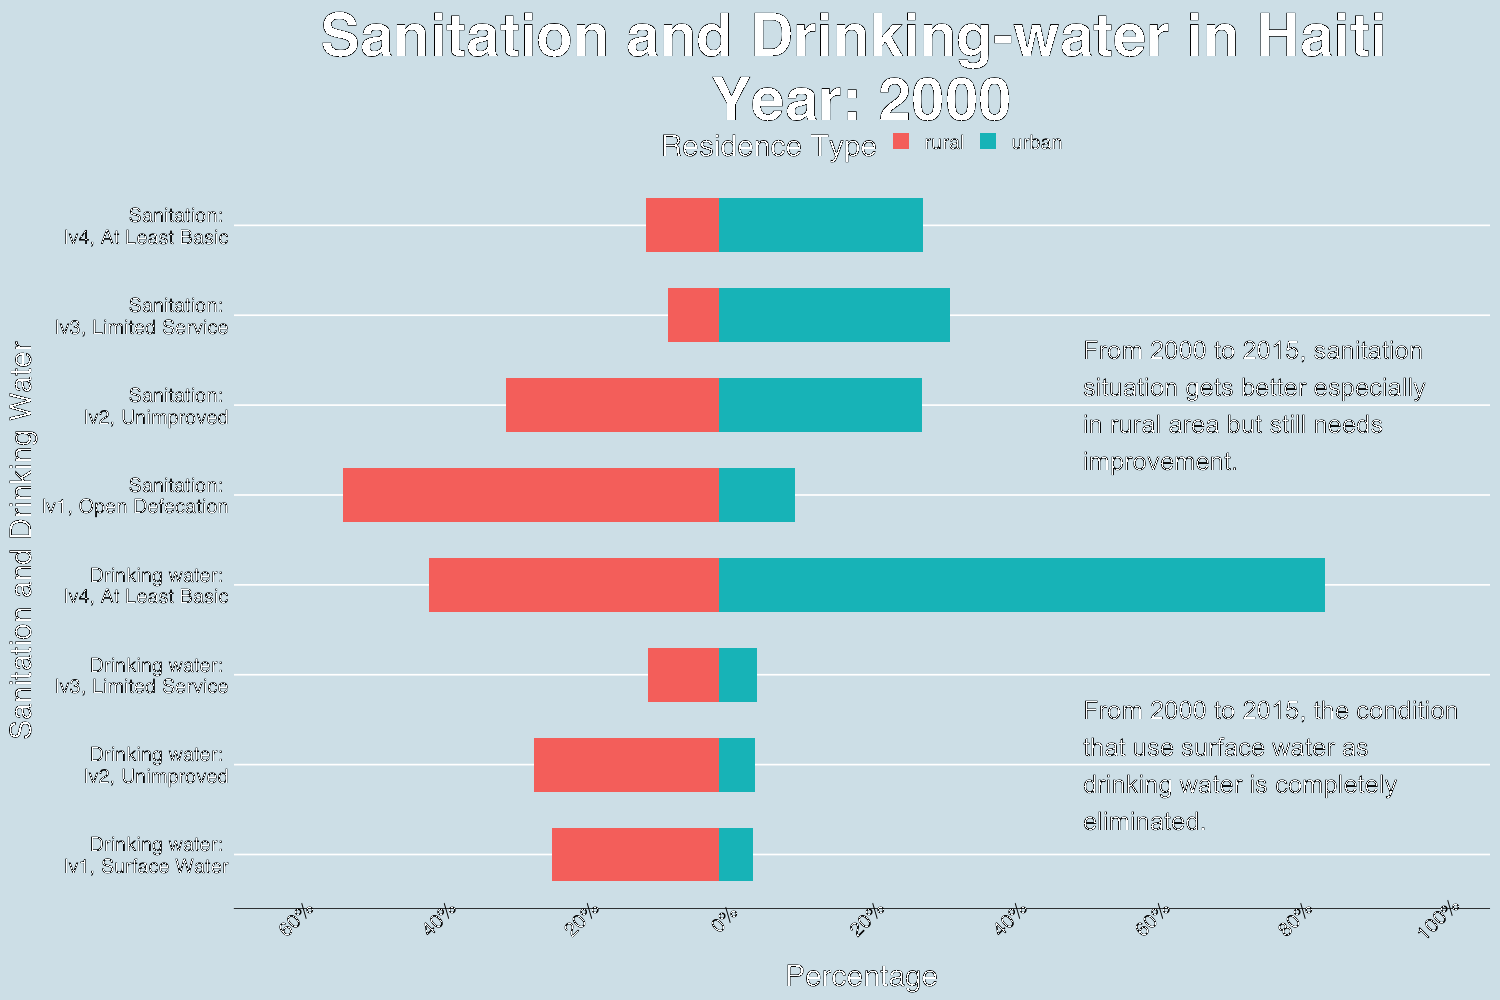 Sanitation and Drinking-water in Haiti
Year: 2000
Residence Type rural urban
Sanitation:
lv4, At Least Basic
Sanitation:
lv3, Limited Service
Sanitation:
lv2, Unimproved
Sanitation:
lv1, Open Defecation
Drinking water:
lv4, At Least Basic
Drinking water:
lv3, Limited Service
Drinking water:
lv2, Unimproved
Drinking water:
lv1, Surface Water
Sanitation and Drinking Water
From 2000 to 2015, sanitation
situation gets better especially
in rural area but still needs
improvement.
From 2000 to 2015, the condition
that use surface water as
drinking water is completely
eliminated.
60% 40% 20% 0% 20% 40% 60% 80% 100%
Percentage